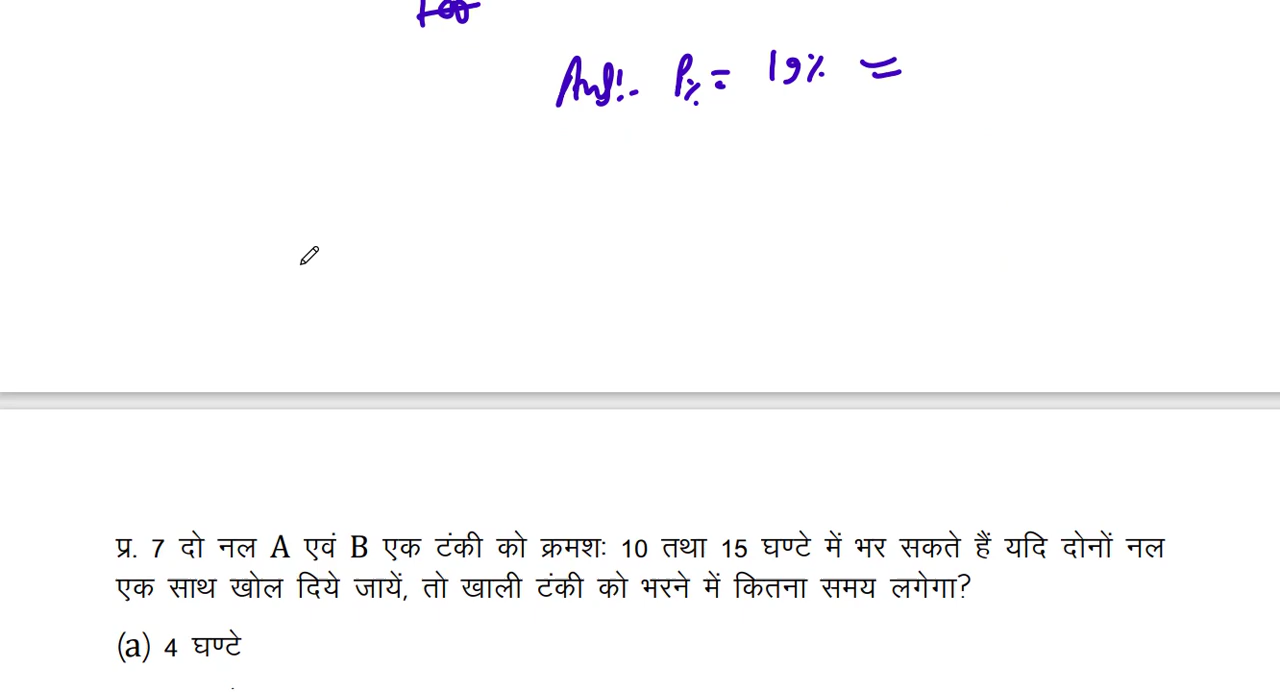 Ans:- P% = 19% =
प्र. 7 दो नल A एवं B एक टंकी को क्रमशः 10 तथा 15 घण्टे में भर सकते हैं यदि दोनों नल
एक साथ खोल दिये जायें, तो खाली टंकी को भरने में कितना समय लगेगा?
(a) 4 घण्टे